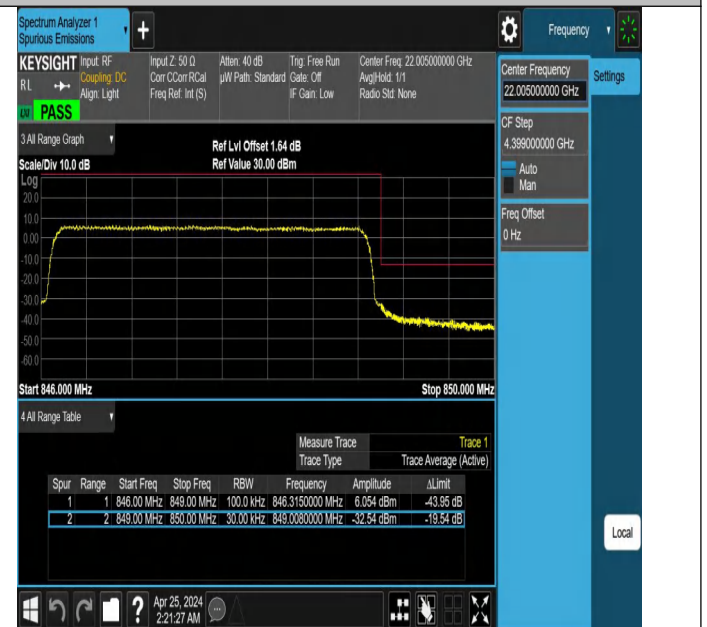 Spectrum Analyzer 1
Spurious Emissions
Frequency
KEYSIGHT Input: RF Input Z: 50 Ω Atten: 40 dB Trig: Free Run Center Freq: 22.005000000 GHz
RL Coupling: DC Corr CCorr RCal µW Path: Standard Gate: Off Avg|Hold: 1/1
Align: Light Freq Ref: Int (S) IF Gain: Low Radio Std: None
PASS
Center Frequency
22.005000000 GHz
Settings
CF Step
4.399000000 GHz
Auto
Man
Freq Offset
0 Hz
3 All Range Graph
Ref Lvl Offset 1.64 dB
Scale/Div 10.0 dB Ref Value 30.00 dBm
Log
20.0
10.0
0.00
-10.0
-20.0
-30.0
-40.0
-50.0
-60.0
Start 846.000 MHz Stop 850.000 MHz
4 All Range Table
Measure Trace Trace 1
Trace Type Trace Average (Active)
Spur Range Start Freq Stop Freq RBW Frequency Amplitude ΔLimit
1 1 846.00 MHz 849.00 MHz 100.0 kHz 846.3150000 MHz 6.054 dBm -43.95 dB
2 2 849.00 MHz 850.00 MHz 30.00 kHz 849.0080000 MHz -32.54 dBm -19.54 dB
Local
? Apr 25, 2024
2:21:27 AM